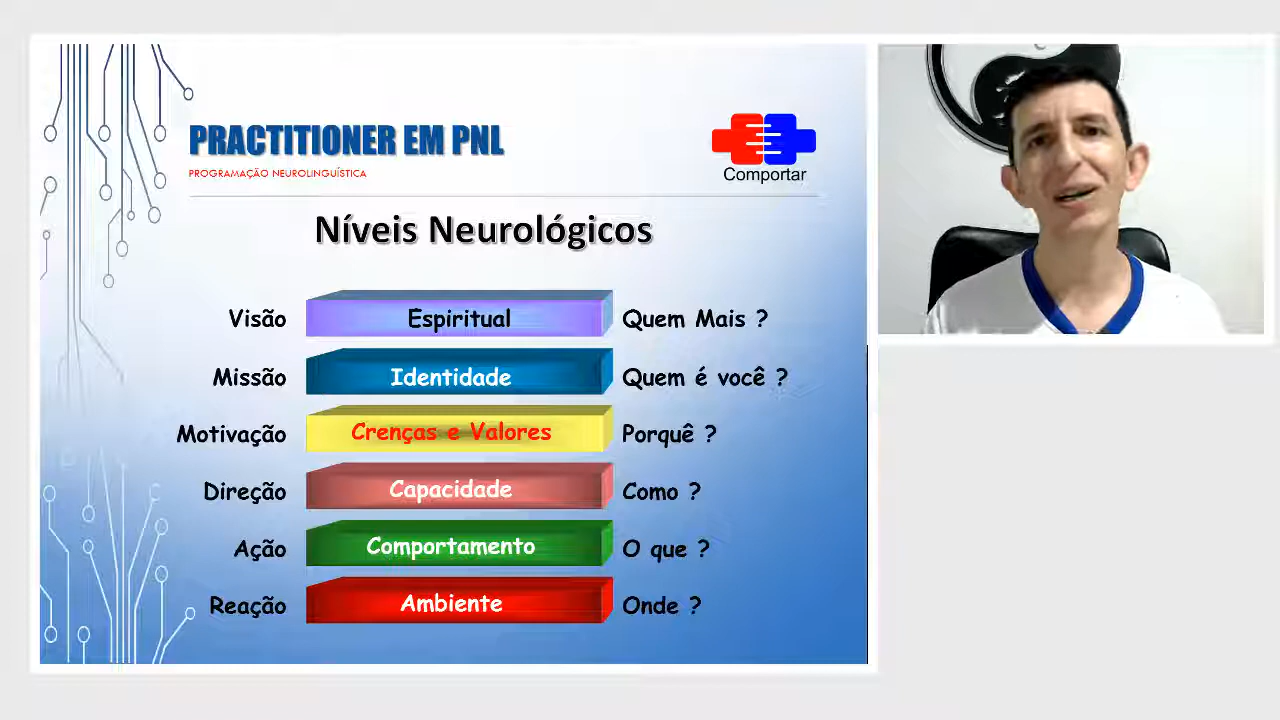 PRACTITIONER EM PNL
PROGRAMAÇÃO NEUROLINGUÍSTICA
Comportar
Níveis Neurológicos
Visão Espiritual Quem Mais ?
Missão Identidade Quem é você ?
Motivação Crenças e Valores Porquê ?
Direção Capacidade Como ?
Ação Comportamento O que ?
Reação Ambiente Onde ?